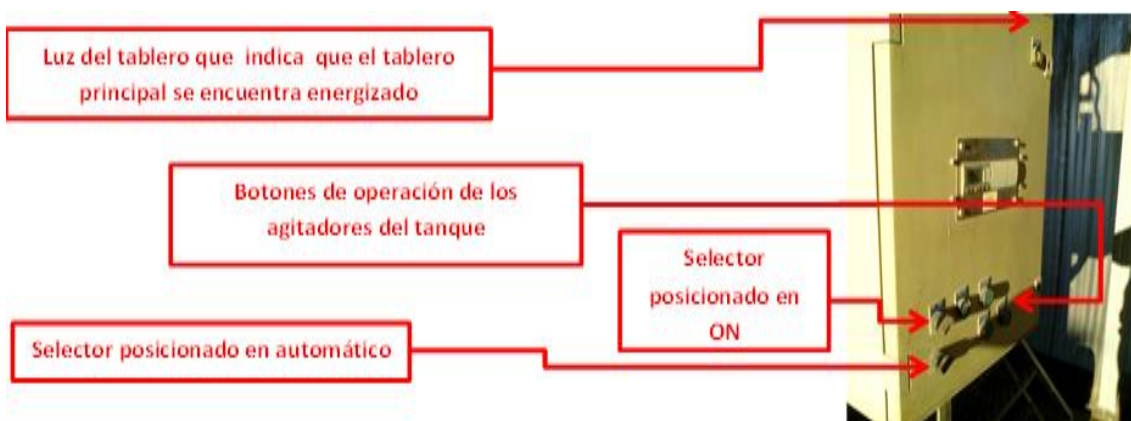 Luz del tablero que indica que el tablero
principal se encuentra energizado
Botones de operación de los
agitadores del tanque
Selector
posicionado en
ON
Selector posicionado en automático